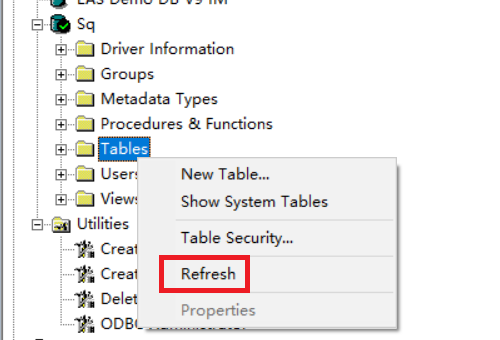 EAS Demo DB V9 IM
Sq
Driver Information
Groups
Metadata Types
Procedures & Functions
Tables
Users
Views
Utilities
Creat
Creat
Delet
ODBC Administrator
New Table...
Show System Tables
Table Security...
Refresh
Properties